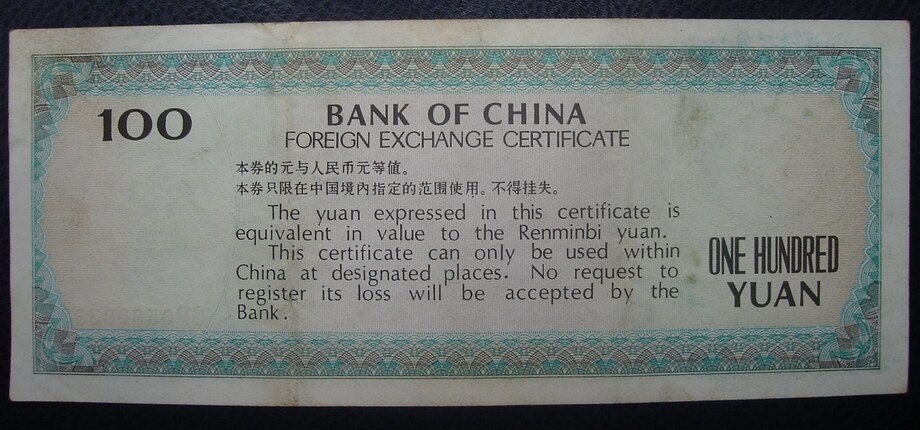 100
BANK OF CHINA
FOREIGN EXCHANGE CERTIFICATE
本券的元与人民币元等值。
本券只限在中国境内指定的范围使用。不得挂失。
The yuan expressed in this certificate is
equivalent in value to the Renminbi yuan.
This certificate can only be used within
China at designated places. No request to
register its loss will be accepted by the
Bank.
ONE HUNDRED
YUAN